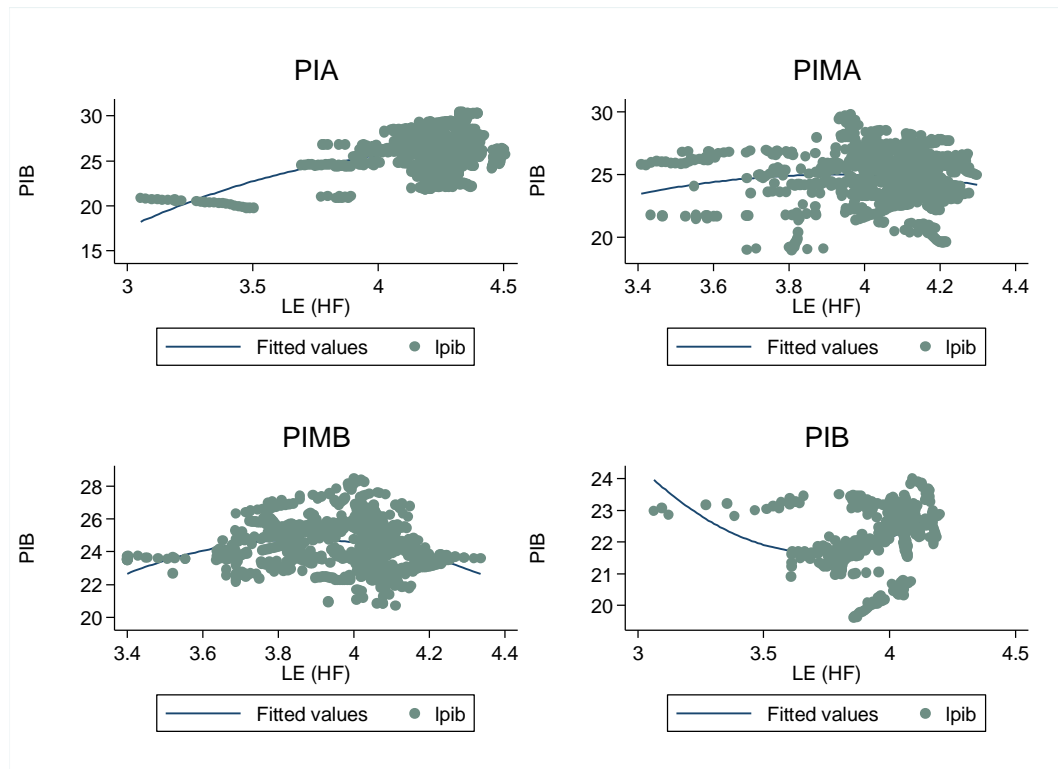 PIA
PIB
30
25
20
15
3
3.5
4
4.5
LE (HF)
Fitted values
lpib
PIMA
PIB
30
25
20
3.4
3.6
3.8
4
4.2
4.4
LE (HF)
Fitted values
lpib
PIMB
PIB
28
26
24
22
20
3.4
3.6
3.8
4
4.2
4.4
LE (HF)
Fitted values
lpib
PIB
PIB
24
23
22
21
20
3
3.5
4
4.5
LE (HF)
Fitted values
lpib